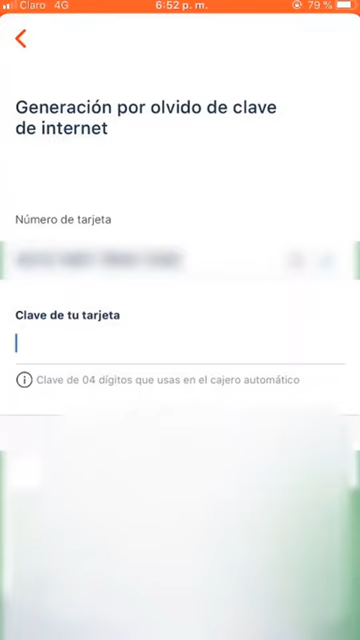 Claro 4G 6:52 p. m. 79 %
Generación por olvido de clave
de internet
Número de tarjeta
Clave de tu tarjeta
Clave de 04 dígitos que usas en el cajero automático